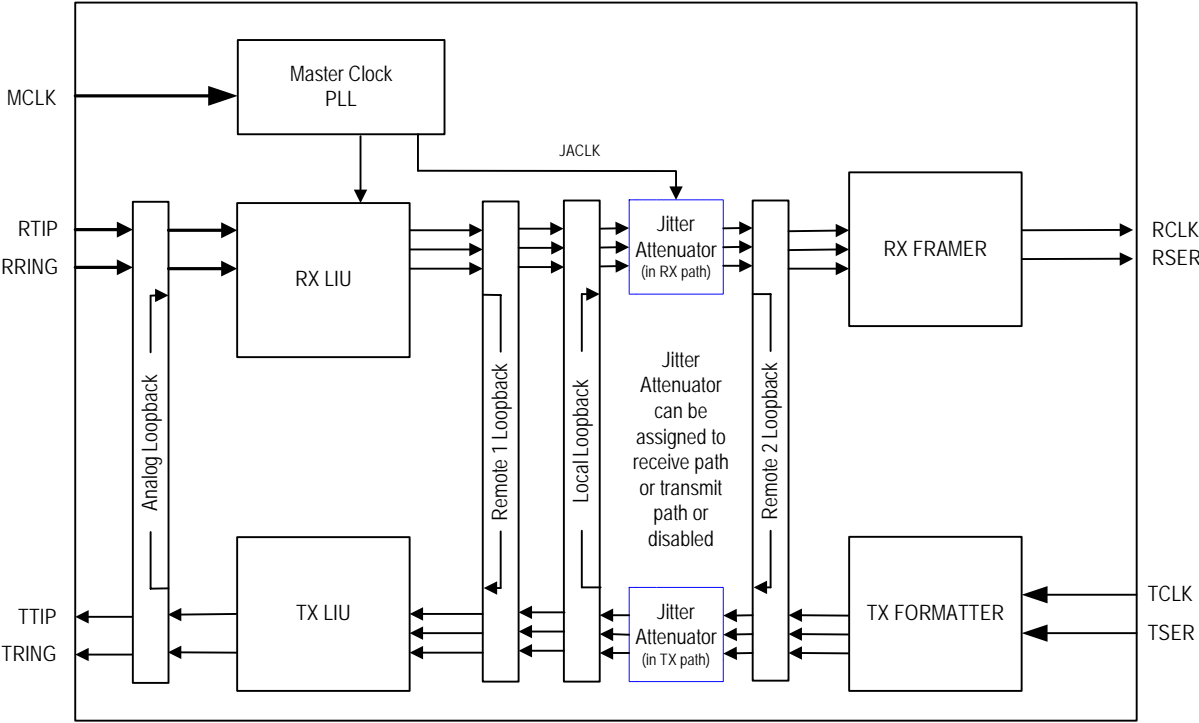 Master Clock
PLL
MCLK
JACLK
RTIP
RRING
RX LIU
Jitter
Attenuator
(in RX path)
RX FRAMER
RCLK
RSER
Analog Loopback
Remote 1 Loopback
Local Loopback
Jitter
Attenuator
can be
assigned to
receive path
or transmit
path or
disabled
Remote 2 Loopback
TTIP
TRING
TX LIU
Jitter
Attenuator
(in TX path)
TX FORMATTER
TCLK
TSER